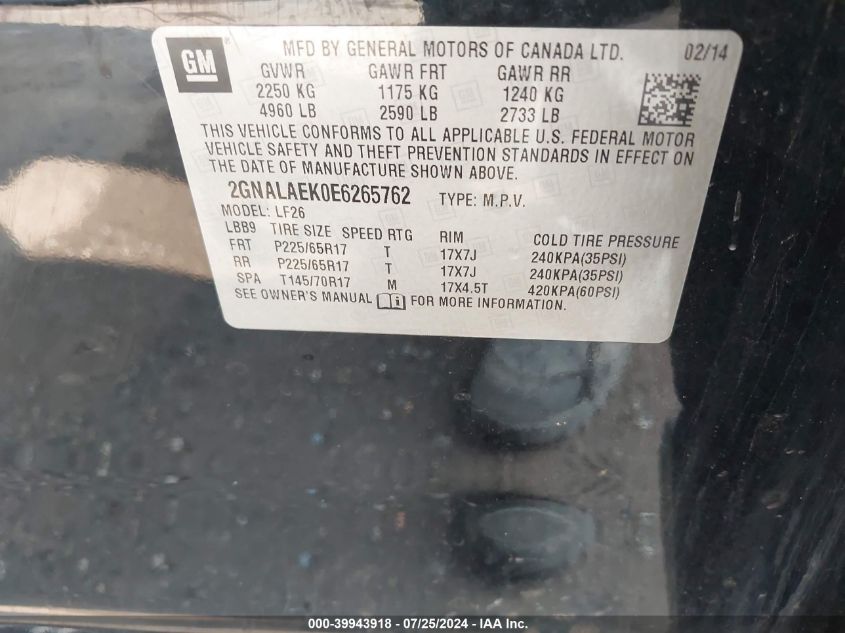 GM
MFD BY GENERAL MOTORS OF CANADA LTD. 02/14
GVWR GAWR FRT GAWR RR
2250 KG 1175 KG 1240 KG
4960 LB 2590 LB 2733 LB
THIS VEHICLE CONFORMS TO ALL APPLICABLE U.S. FEDERAL MOTOR
VEHICLE SAFETY AND THEFT PREVENTION STANDARDS IN EFFECT ON
THE DATE OF MANUFACTURE SHOWN ABOVE.
2GNALAEK0E6265762 TYPE: M.P.V.
MODEL: LF26
LBB9 TIRE SIZE SPEED RTG RIM COLD TIRE PRESSURE
FRT P225/65R17 T 17X7J 240KPA(35PSI)
RR P225/65R17 T 17X7J 240KPA(35PSI)
SPA T145/70R17 M 17X4.5T 420KPA(60PSI)
SEE OWNER'S MANUAL FOR MORE INFORMATION.
000-39943918 - 07/25/2024 - IAA Inc.